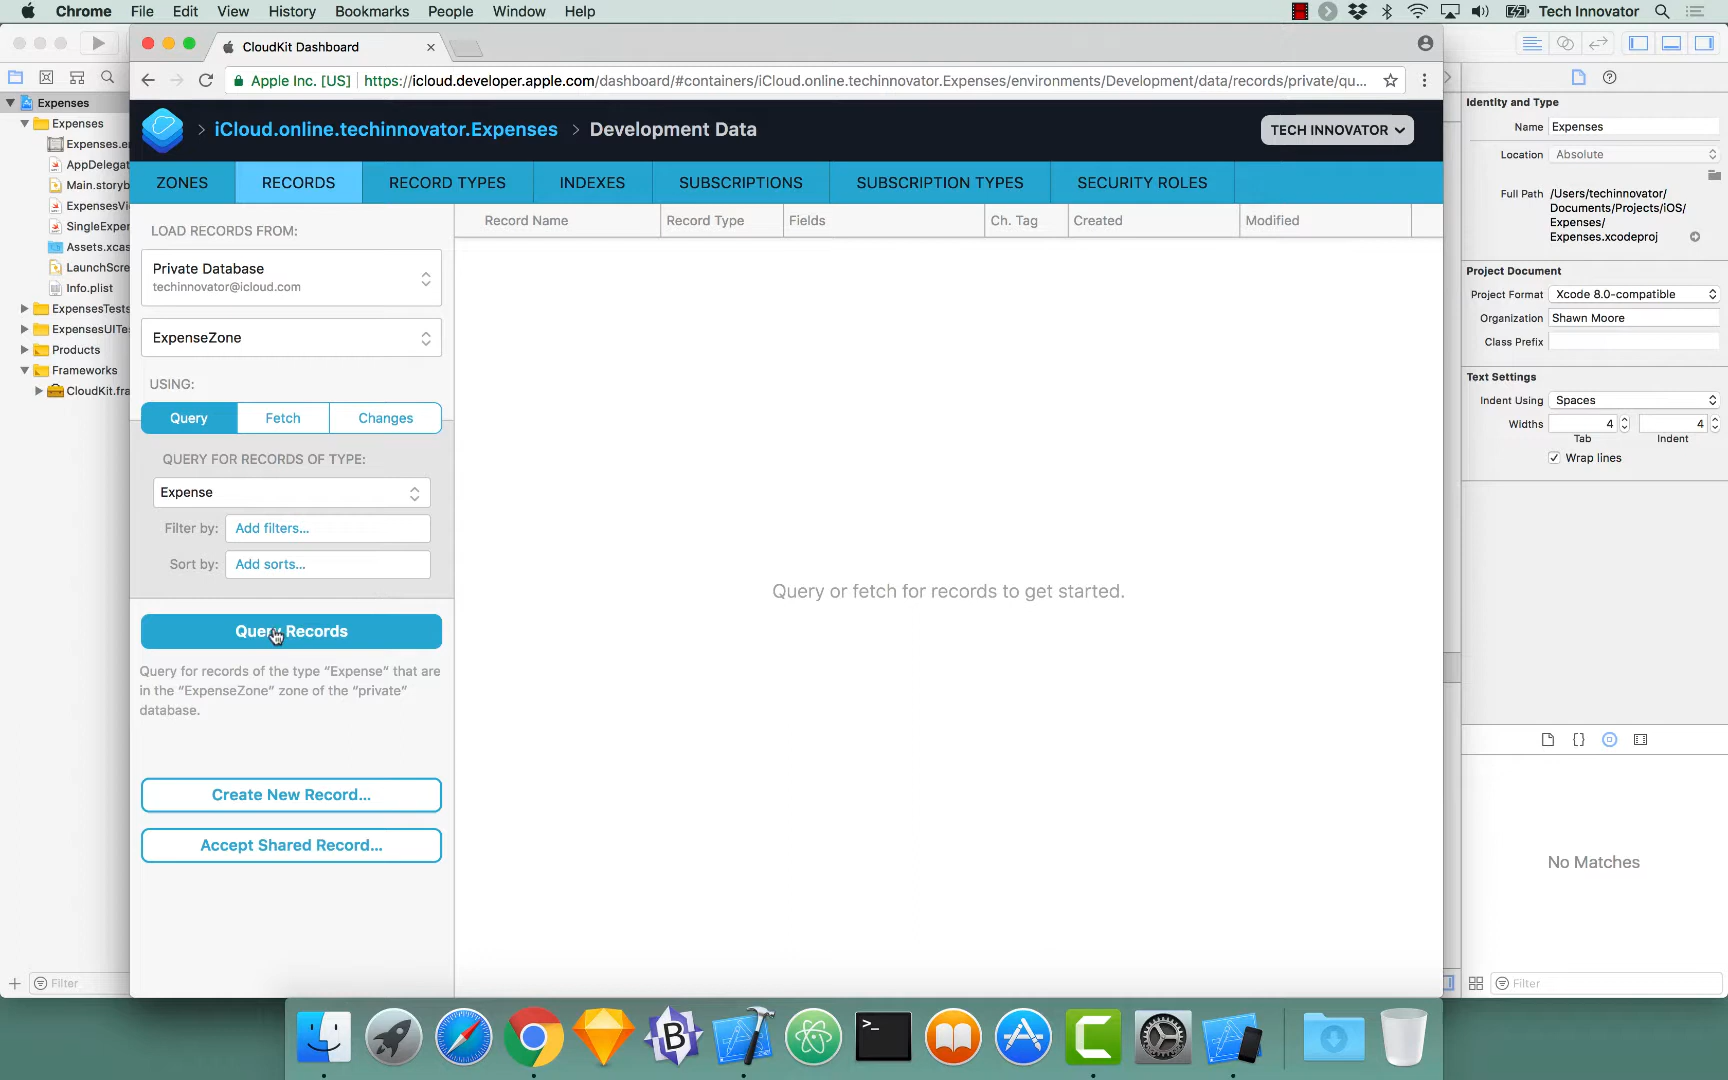 Chrome File Edit View History Bookmarks People Window Help Tech Innovator
CloudKit Dashboard
Apple Inc. [US] https://icloud.developer.apple.com/dashboard/#containers/iCloud.online.techinnovator.Expenses/environments/Development/data/records/private/qu...
iCloud.online.techinnovator.Expenses > Development Data
TECH INNOVATOR
ZONES RECORDS RECORD TYPES INDEXES SUBSCRIPTIONS SUBSCRIPTION TYPES SECURITY ROLES
LOAD RECORDS FROM:
Private Database
techinnovator@icloud.com
ExpenseZone
USING:
Query Fetch Changes
QUERY FOR RECORDS OF TYPE:
Expense
Filter by: Add filters...
Sort by: Add sorts...
Query Records
Query for records of the type “Expense” that are
in the “ExpenseZone” zone of the “private”
database.
Create New Record...
Accept Shared Record...
Record Name Record Type Fields Ch. Tag Created Modified
Query or fetch for records to get started.
Expenses
Expenses
Expenses.en
AppDelegat
Main.storyb
ExpensesVi
SingleExpen
Assets.xcas
LaunchScre
Info.plist
ExpensesTests
ExpensesUITes
Products
Frameworks
CloudKit.fra
Filter
Identity and Type
Name Expenses
Location Absolute
Full Path /Users/techinnovator/
Documents/Projects/iOS/
Expenses/
Expenses.xcodeproj
Project Document
Project Format Xcode 8.0-compatible
Organization Shawn Moore
Class Prefix
Text Settings
Indent Using Spaces
Widths 4 4
Tab Indent
Wrap lines
No Matches
Filter